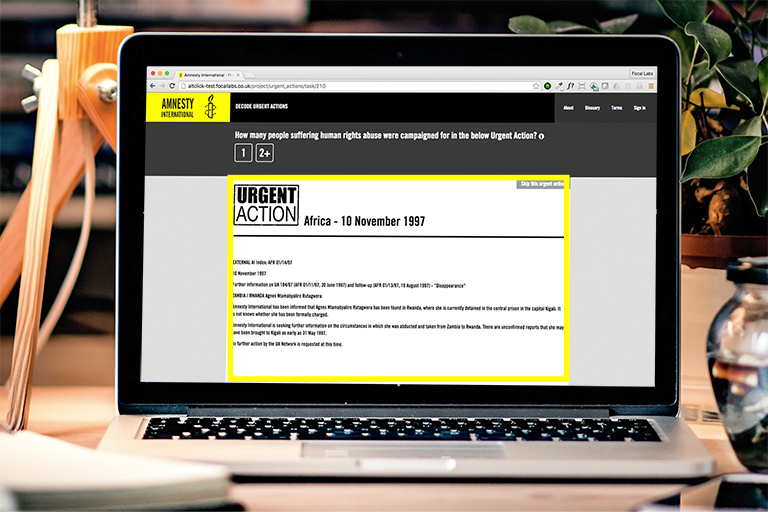 Amnesty International - Pr
Focal Labs
altclick-test.focallabs.co.uk/project/urgent_actions/task/210
AMNESTY
INTERNATIONAL
DECODE URGENT ACTIONS
About Glossary Terms Sign in
How many people suffering human rights abuse were campaigned for in the below Urgent Action?
1 2+
Skip this urgent action
URGENT
ACTION
Africa - 10 November 1997
EXTERNAL AI Index: AFR 01/14/97
10 November 1997
Further information on UA 184/97 (AFR 01/11/97, 26 June 1997) and follow-up (AFR 01/13/97, 19 August 1997) - "Disappearance"
ZAMBIA / RWANDA Agnes Ntamabyaliro Rutagwera
Amnesty International has been informed that Agnes Ntamabyaliro Rutagwera has been found in Rwanda, where she is currently detained in the central prison in the capital Kigali. It
is not known whether she has been formally charged.
Amnesty International is seeking further information on the circumstances in which she was abducted and taken from Zambia to Rwanda. There are unconfirmed reports that she may
have been brought to Kigali as early as 31 May 1997.
No further action by the UA Network is requested at this time.